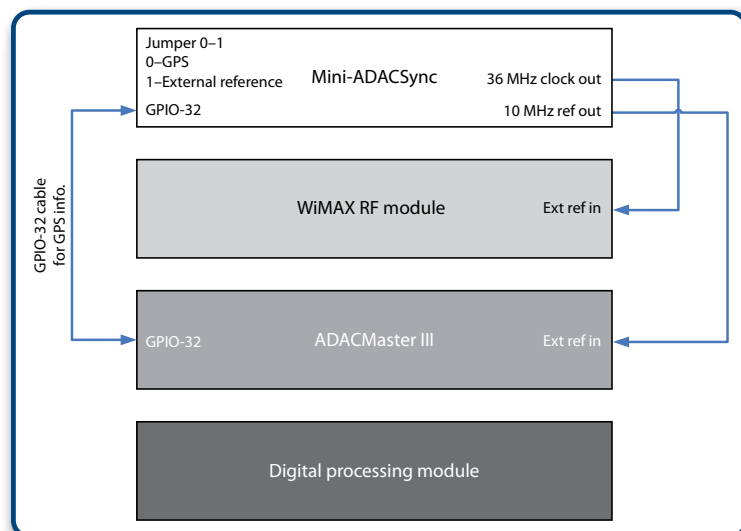 Jumper 0–1
0–GPS
1–External reference
Mini-ADACSync
36 MHz clock out
GPIO-32
10 MHz ref out
GPIO-32 cable
for GPS info.
WiMAX RF module
Ext ref in
GPIO-32
ADACMaster III
Ext ref in
Digital processing module